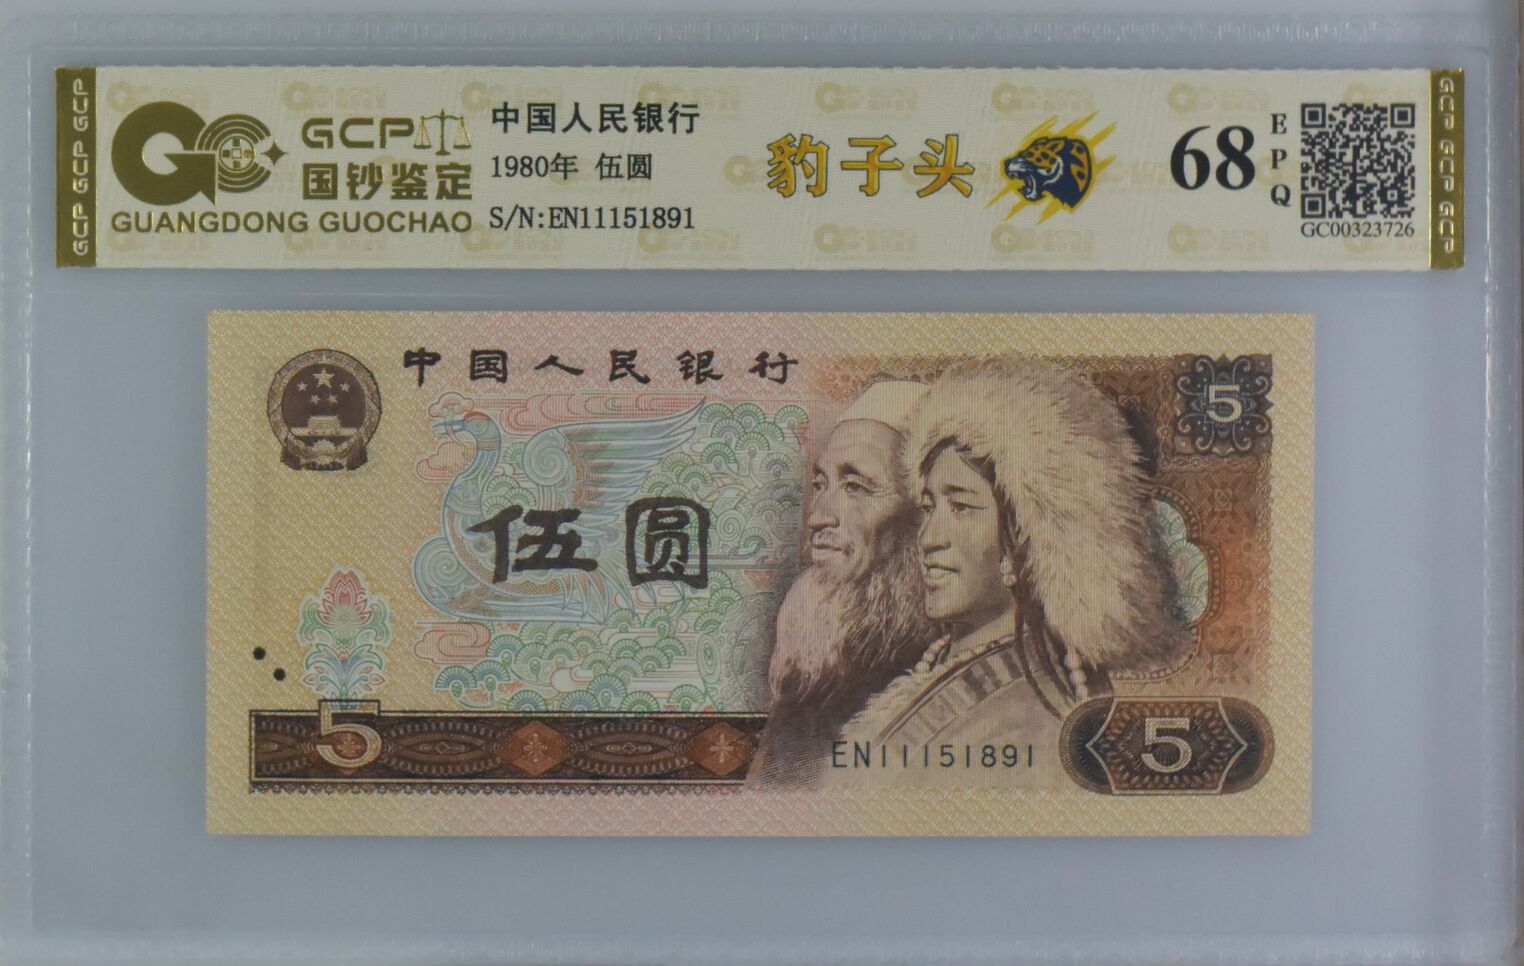 GCP GCP GCP
GCP
国钞鉴定
GUANGDONG GUOCHAO
中国人民银行
1980年 伍圆
S/N:EN11151891
豹子头
68
EPQ
GC00323726
GCP GCP GCP
中国人民银行
5
伍圆
5
EN11151891
5